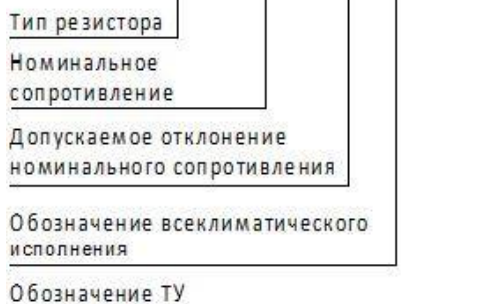 Тип резистора
Номинальное
сопротивление
Допускаемое отклонение
номинального сопротивления
Обозначение всеклиматического
исполнения
Обозначение ТУ